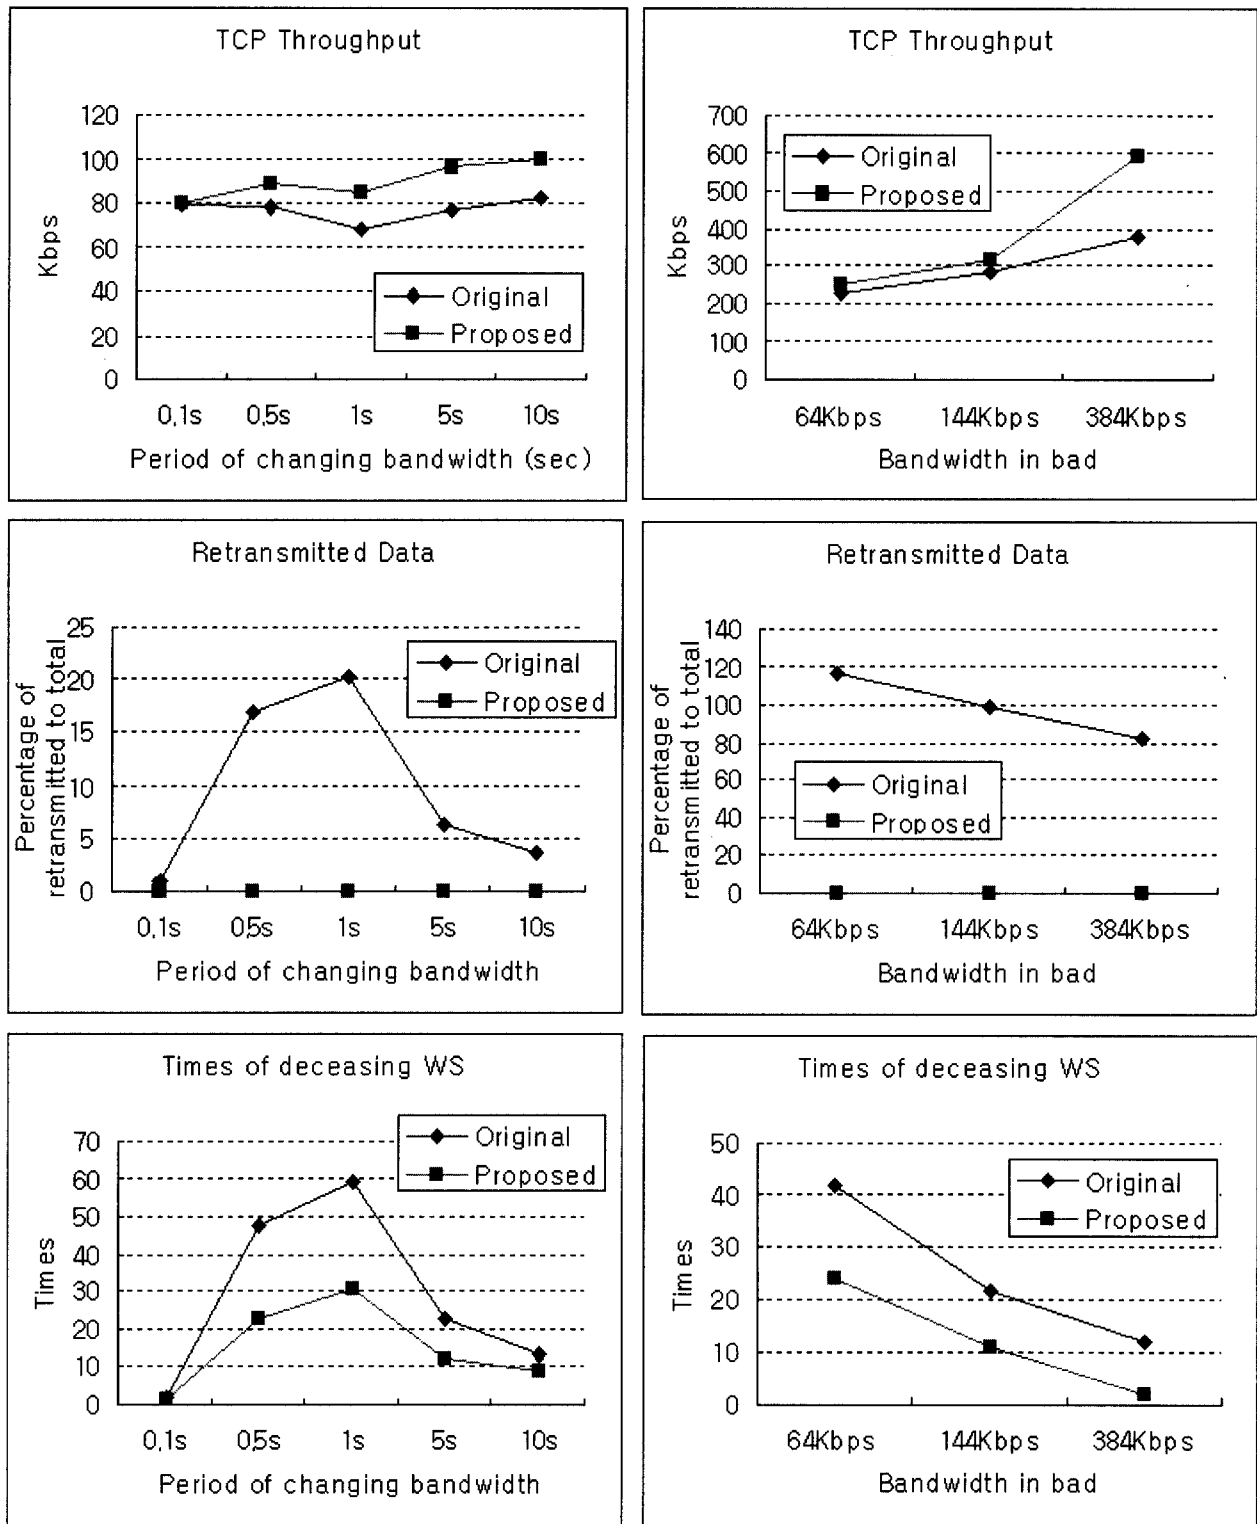 TCP Throughput
120
100
80
60
40
20
0
Kbps
Original
Proposed
0,1s 0,5s 1s 5s 10s
Period of changing bandwidth (sec)
TCP Throughput
700
600
500
400
300
200
100
0
Kbps
Original
Proposed
64Kbps 144Kbps 384Kbps
Bandwidth in bad
Retransmitted Data
25
20
15
10
5
0
Percentage of
retransmitted to total
Original
Proposed
0,1s 0,5s 1s 5s 10s
Period of changing bandwidth
Retransmitted Data
140
120
100
80
60
40
20
0
Percentage of
retransmitted to total
Original
Proposed
64Kbps 144Kbps 384Kbps
Bandwidth in bad
Times of deceasing WS
70
60
50
40
30
20
10
0
Times
Original
Proposed
0,1s 0,5s 1s 5s 10s
Period of changing bandwidth
Times of deceasing WS
50
40
30
20
10
0
Times
Original
Proposed
64Kbps 144Kbps 384Kbps
Bandwidth in bad